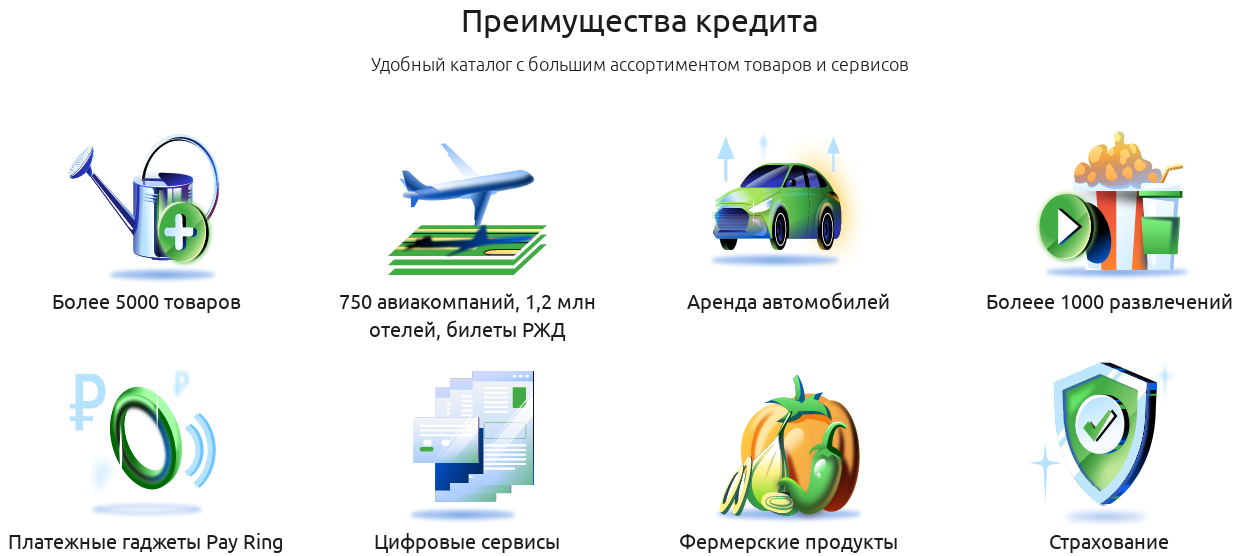 Преимущества кредита
Удобный каталог с большим ассортиментом товаров и сервисов
Более 5000 товаров
750 авиакомпаний, 1,2 млн
отелей, билеты РЖД
Аренда автомобилей
Болеее 1000 развлечений
Платежные гаджеты Pay Ring
Цифровые сервисы
Фермерские продукты
Страхование